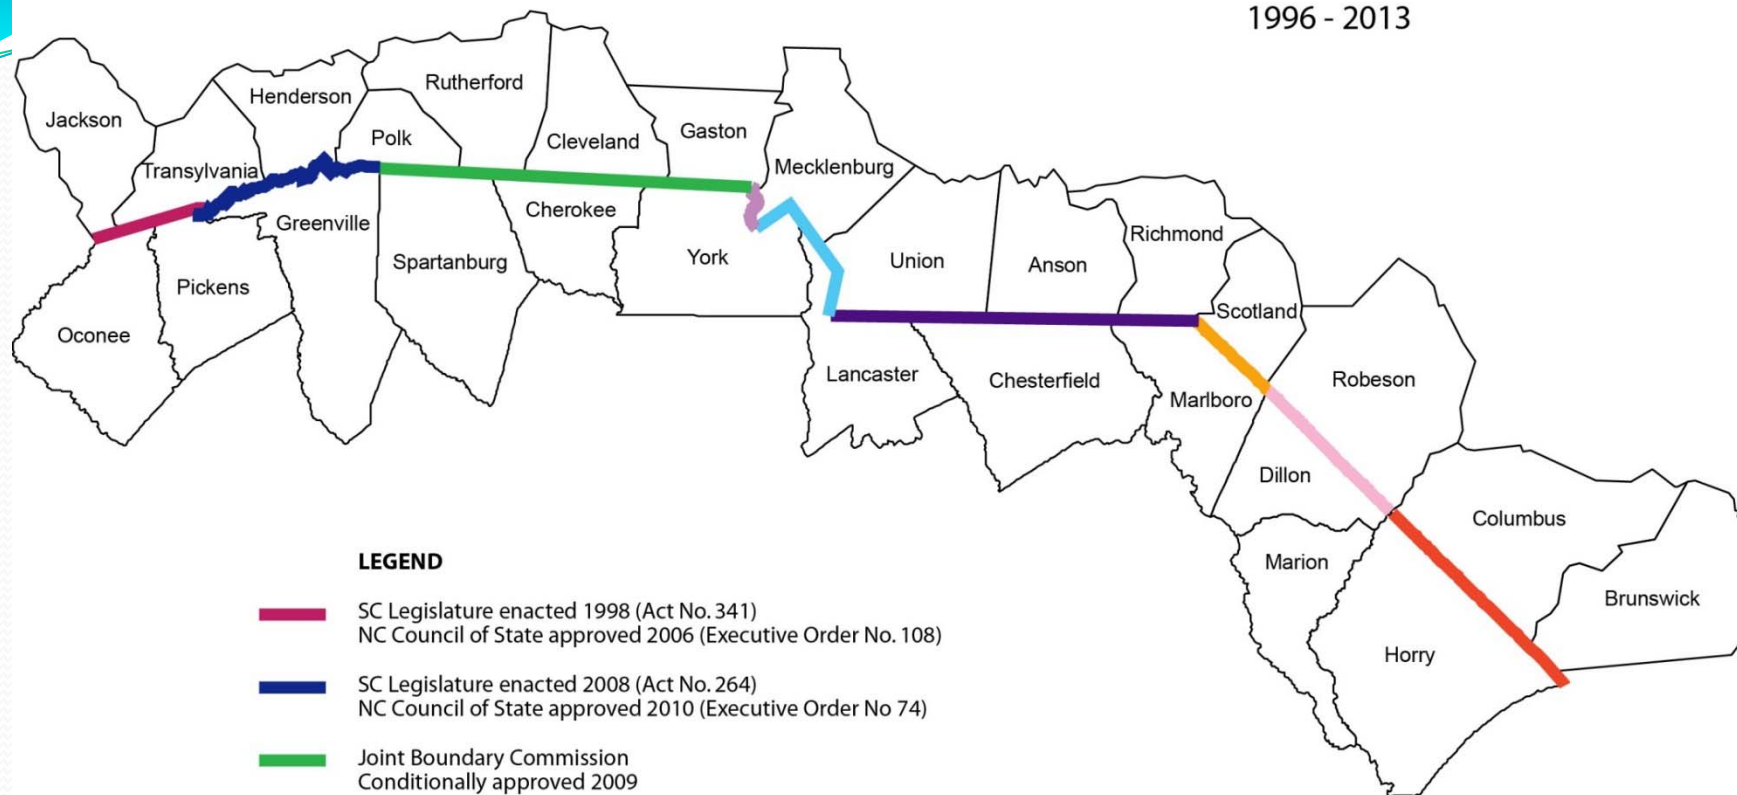 1996 - 2013
Jackson
Henderson
Rutherford
Transylvania
Polk
Cleveland
Gaston
Mecklenburg
Greenville
Cherokee
Spartanburg
York
Pickens
Oconee
Union
Anson
Richmond
Scotland
Lancaster
Chesterfield
Marlboro
Robeson
Dillon
Columbus
Marion
Brunswick
Horry
LEGEND
SC Legislature enacted 1998 (Act No. 341)
NC Council of State approved 2006 (Executive Order No. 108)
SC Legislature enacted 2008 (Act No. 264)
NC Council of State approved 2010 (Executive Order No 74)
Joint Boundary Commission
Conditionally approved 2009